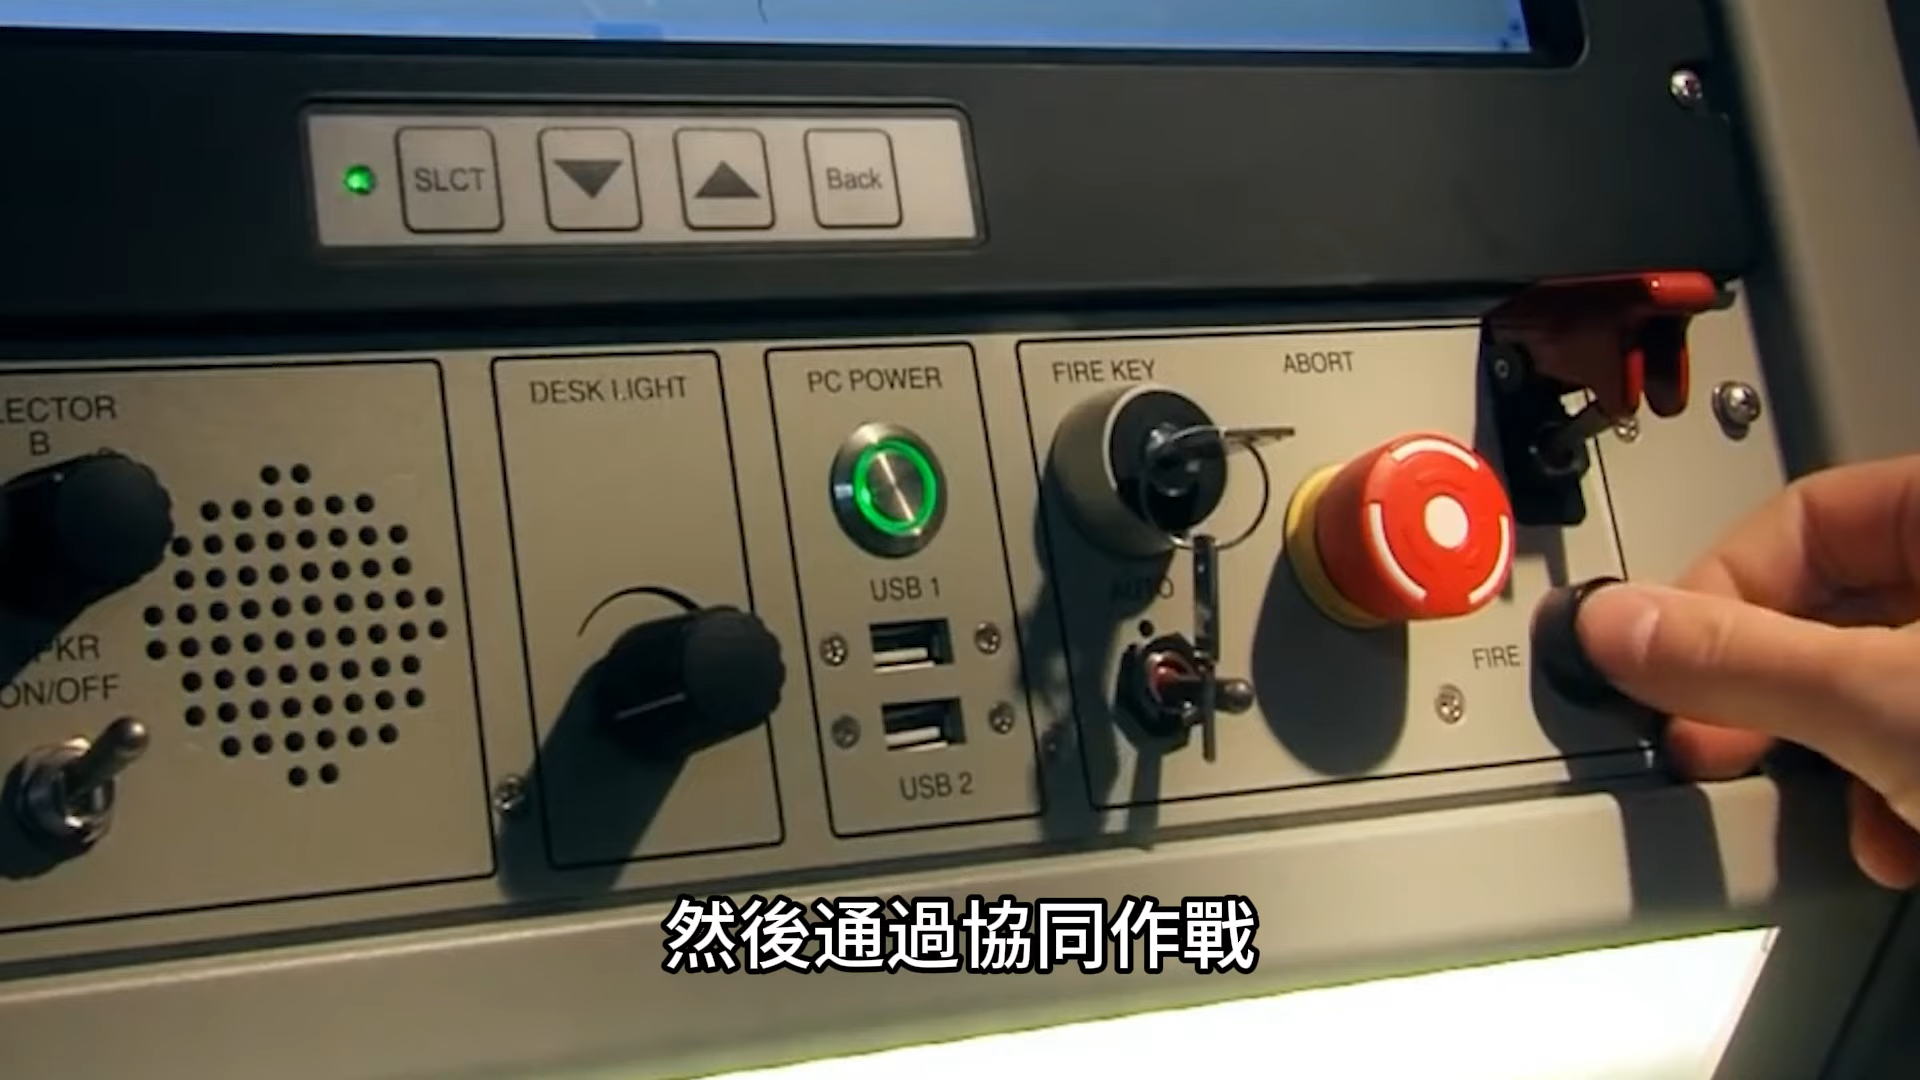 SLCT
Back
LECTOR
B
PKR
ON/OFF
DESK LIGHT
PC POWER
USB 1
USB 2
FIRE KEY
ABORT
AUTO
FIRE
然後通過協同作戰